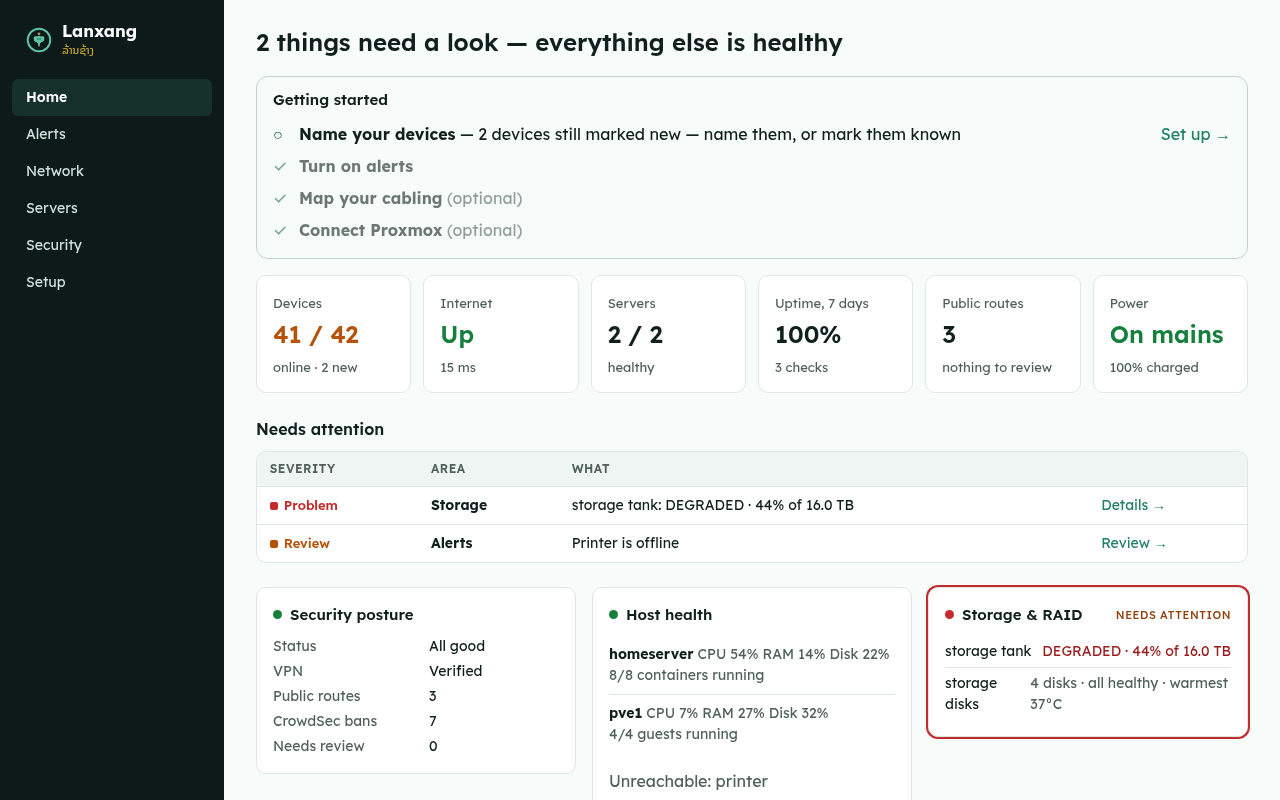 Lanxang
ລ້ານຊ້າງ
Home
Alerts
Network
Servers
Security
Setup
2 things need a look — everything else is healthy
Getting started
○ Name your devices — 2 devices still marked new — name them, or mark them known Set up →
✓ Turn on alerts
✓ Map your cabling (optional)
✓ Connect Proxmox (optional)
Devices
41 / 42
online · 2 new
Internet
Up
15 ms
Servers
2 / 2
healthy
Uptime, 7 days
100%
3 checks
Public routes
3
nothing to review
Power
On mains
100% charged
Needs attention
SEVERITY AREA WHAT
Problem Storage storage tank: DEGRADED · 44% of 16.0 TB Details →
Review Alerts Printer is offline Review →
Security posture
Status All good
VPN Verified
Public routes 3
CrowdSec bans 7
Needs review 0
Host health
homeserver CPU 54% RAM 14% Disk 22%
8/8 containers running
pve1 CPU 7% RAM 27% Disk 32%
4/4 guests running
Unreachable: printer
Storage & RAID NEEDS ATTENTION
storage tank DEGRADED · 44% of 16.0 TB
storage disks 4 disks · all healthy · warmest 37°C